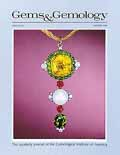 Gems&Gemology
The quarterly journal of the Gemological Institute of America